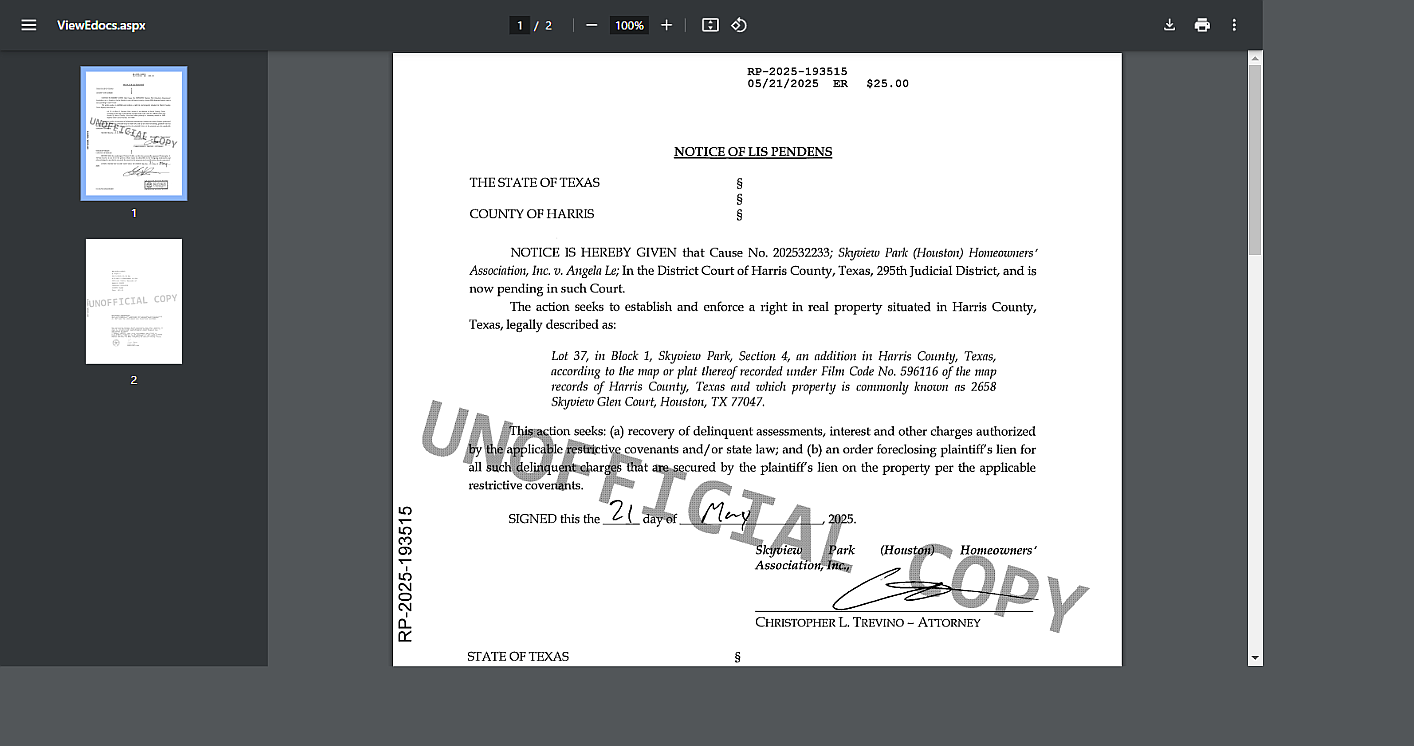 ViewEdocs.aspx
1 / 2
100%
1
2
UNOFFICIAL COPY
UNOFFICIAL COPY
RP-2025-193515
05/21/2025 ER $25.00
NOTICE OF LIS PENDENS
THE STATE OF TEXAS §
§
COUNTY OF HARRIS §
NOTICE IS HEREBY GIVEN that Cause No. 202532233; Skyview Park (Houston) Homeowners'
Association, Inc. v. Angela Le; In the District Court of Harris County, Texas, 295th Judicial District, and is
now pending in such Court.
The action seeks to establish and enforce a right in real property situated in Harris County,
Texas, legally described as:
Lot 37, in Block 1, Skyview Park, Section 4, an addition in Harris County, Texas,
according to the map or plat thereof recorded under Film Code No. 596116 of the map
records of Harris County, Texas and which property is commonly known as 2658
Skyview Glen Court, Houston, TX 77047.
This action seeks: (a) recovery of delinquent assessments, interest and other charges authorized
by the applicable restrictive covenants and/or state law; and (b) an order foreclosing plaintiff's lien for
all such delinquent charges that are secured by the plaintiff's lien on the property per the applicable
restrictive covenants.
SIGNED this the 21 day of May, 2025.
Skyview Park (Houston) Homeowners'
Association, Inc.,
CHRISTOPHER L. TREVINO – ATTORNEY
STATE OF TEXAS §
UNOFFICIAL COPY
RP-2025-193515